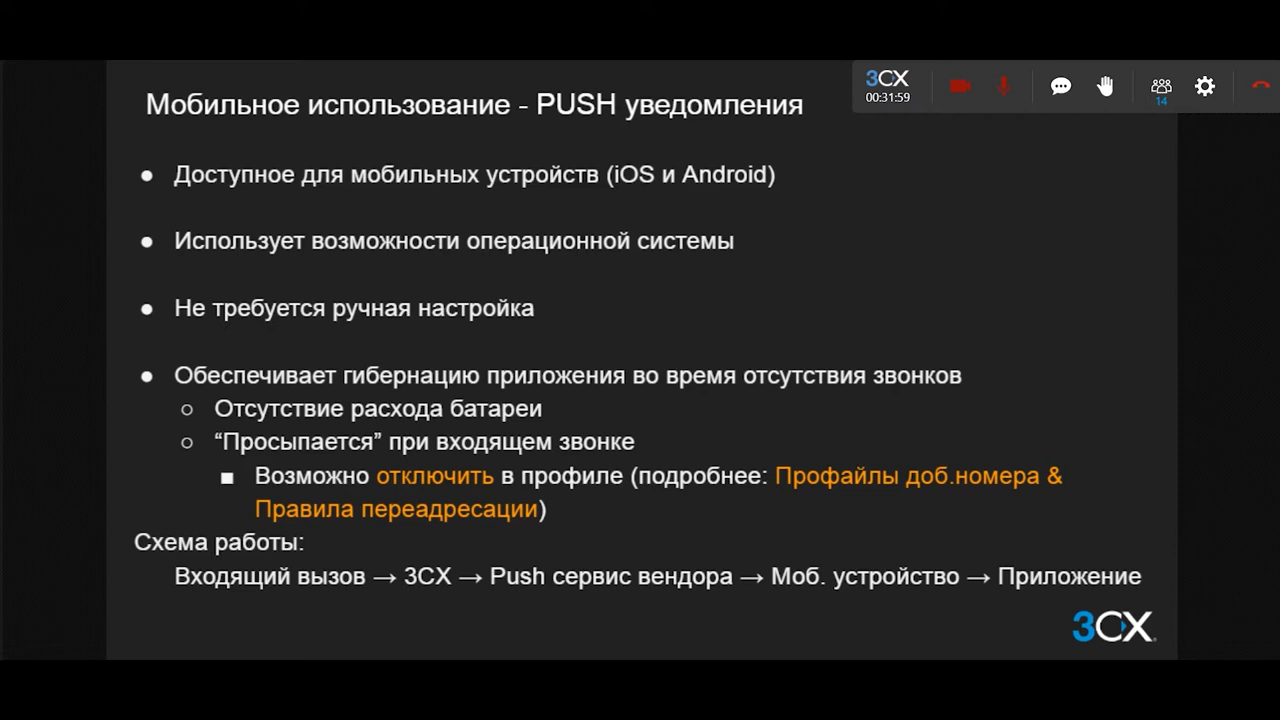 3CX
00:31:59
14
Мобильное использование - PUSH уведомления
● Доступное для мобильных устройств (iOS и Android)
● Использует возможности операционной системы
● Не требуется ручная настройка
● Обеспечивает гибернацию приложения во время отсутствия звонков
○ Отсутствие расхода батареи
○ “Просыпается” при входящем звонке
■ Возможно отключить в профиле (подробнее: Профайлы доб.номера &
Правила переадресации)
Схема работы:
Входящий вызов → 3CX → Push сервис вендора → Моб. устройство → Приложение
3CX